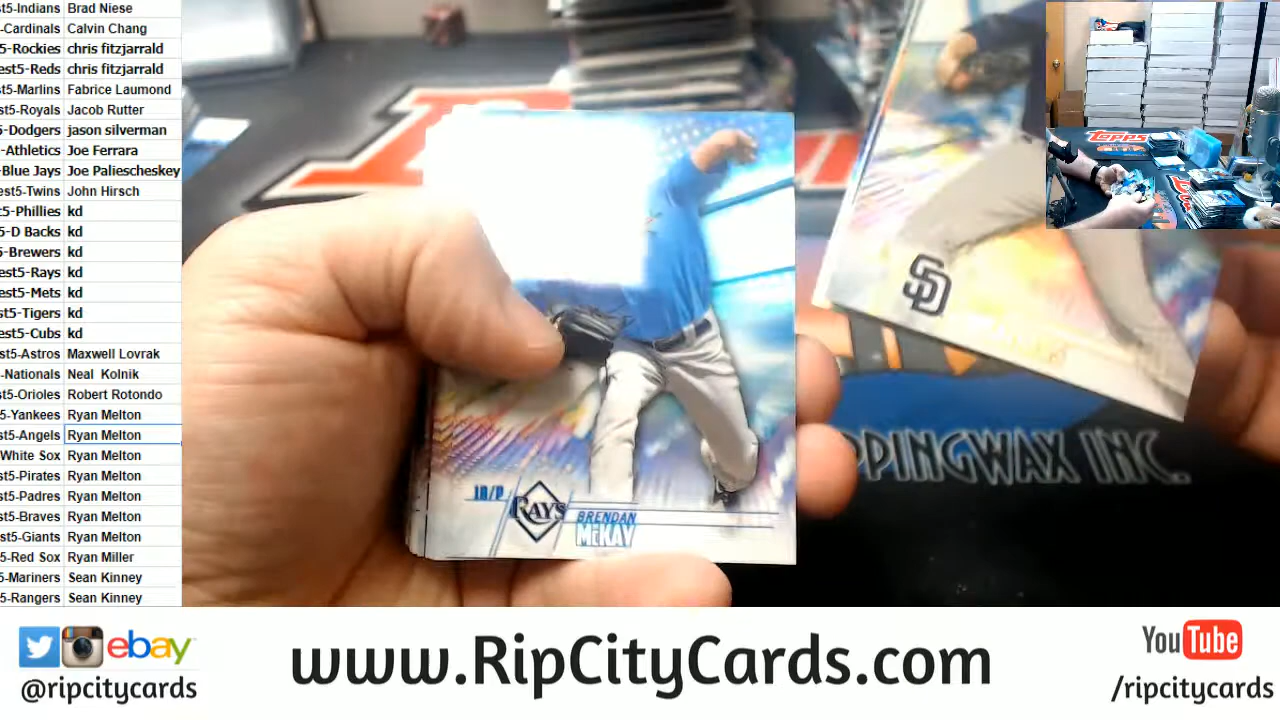 st5-Indians Brad Niese
-Cardinals Calvin Chang
5-Rockies chris fitzjarrald
est5-Reds chris fitzjarrald
est5-Marlins Fabrice Laumond
st5-Royals Jacob Rutter
5-Dodgers jason silverman
-Athletics Joe Ferrara
Blue Jays Joe Paliescheskey
est5-Twins John Hirsch
t5-Phillies kd
5-D Backs kd
5-Brewers kd
est5-Rays kd
est5-Mets kd
st5-Tigers kd
est5-Cubs kd
st5-Astros Maxwell Lovrak
-Nationals Neal Kolnik
st5-Orioles Robert Rotondo
5-Yankees Ryan Melton
st5-Angels Ryan Melton
White Sox Ryan Melton
st5-Pirates Ryan Melton
st5-Padres Ryan Melton
st5-Braves Ryan Melton
st5-Giants Ryan Melton
t5-Red Sox Ryan Miller
5-Mariners Sean Kinney
st5-Rangers Sean Kinney
topps
SD
PPINGWAX INC.
1B/P RAYS BRENDAN
McKAY
ebay
@ripcitycards
www.RipCityCards.com
YouTube
/ripcitycards